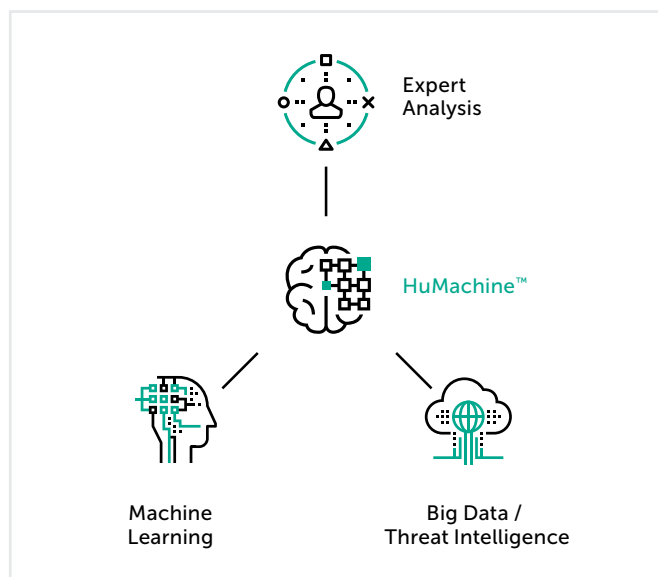 Expert
Analysis
HuMachine™
Machine
Learning
Big Data /
Threat Intelligence